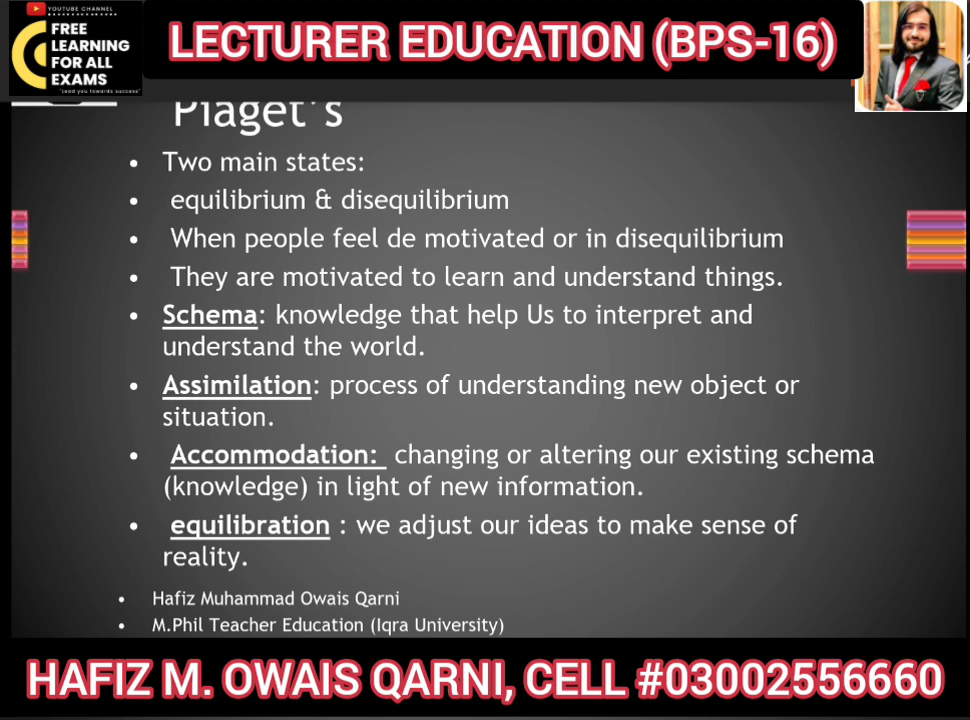 YOUTUBE CHANNEL
FREE
LEARNING
FOR ALL
EXAMS
"Lead you towards success"
LECTURER EDUCATION (BPS-16)
Piaget's
• Two main states:
• equilibrium & disequilibrium
• When people feel de motivated or in disequilibrium
• They are motivated to learn and understand things.
• Schema: knowledge that help Us to interpret and
understand the world.
• Assimilation: process of understanding new object or
situation.
• Accommodation: changing or altering our existing schema
(knowledge) in light of new information.
• equilibration : we adjust our ideas to make sense of
reality.
• Hafiz Muhammad Owais Qarni
• M.Phil Teacher Education (Iqra University)
HAFIZ M. OWAIS QARNI, CELL #03002556660